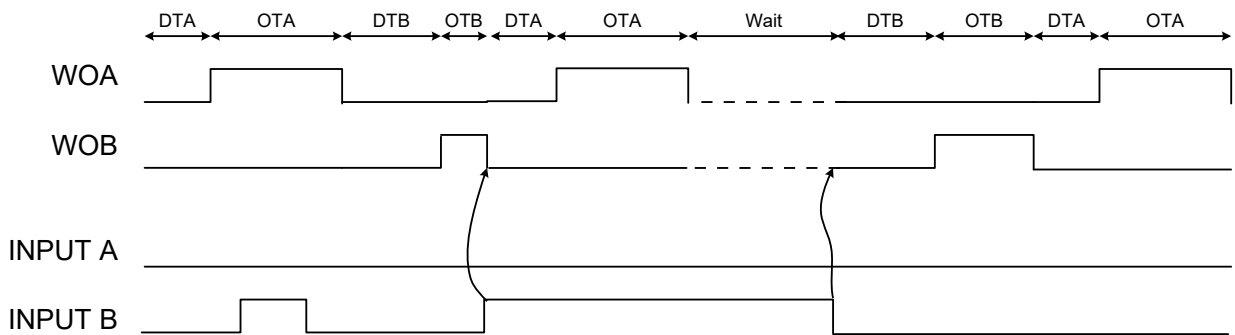 DTA OTA DTB OTB DTA OTA Wait DTB OTB DTA OTA
WOA
WOB
INPUT A
INPUT B